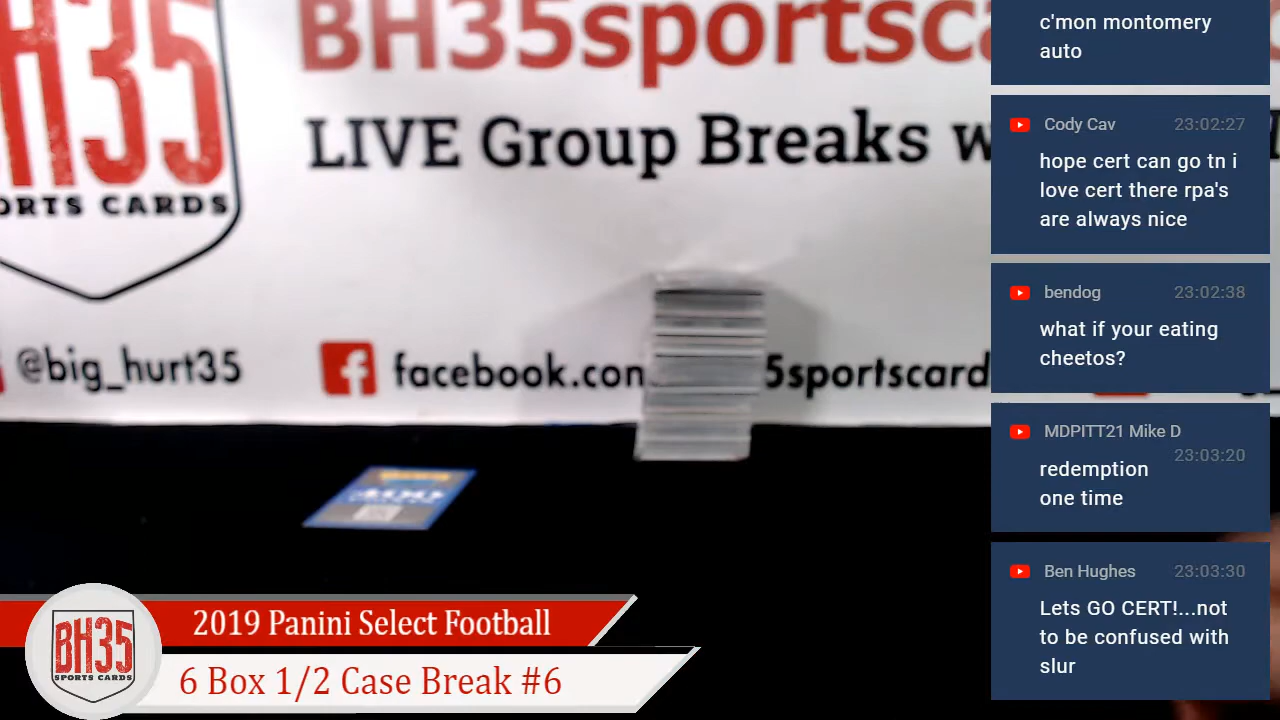 BH35
ORTS CARDS
BH35sportsca
LIVE Group Breaks w
@big_hurt35
facebook.con 5sportscard
400
c'mon montomery
auto
Cody Cav 23:02:27
hope cert can go tn i
love cert there rpa's
are always nice
bendog 23:02:38
what if your eating
cheetos?
MDPITT21 Mike D
23:03:20
redemption
one time
Ben Hughes 23:03:30
Lets GO CERT!...not
to be confused with
slur
BH35
SPORTS CARDS
2019 Panini Select Football
6 Box 1/2 Case Break #6